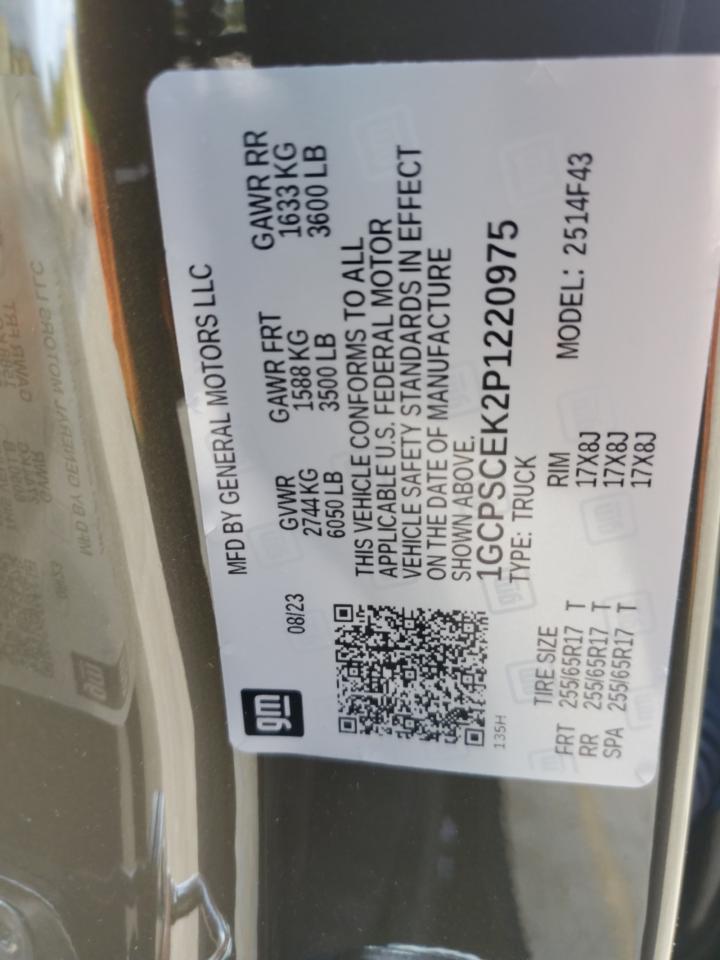 gm
MFD BY GENERAL MOTORS LLC
08/23
GVWR GAWR FRT GAWR RR
2744 KG 1588 KG 1633 KG
6050 LB 3500 LB 3600 LB
THIS VEHICLE CONFORMS TO ALL
APPLICABLE U.S. FEDERAL MOTOR
VEHICLE SAFETY STANDARDS IN EFFECT
ON THE DATE OF MANUFACTURE
SHOWN ABOVE.
1GCPSCEK2P1220975
TYPE: TRUCK
135H
MODEL: 2514F43
TIRE SIZE RIM
FRT 255/65R17 T 17X8J
RR 255/65R17 T 17X8J
SPA 255/65R17 T 17X8J